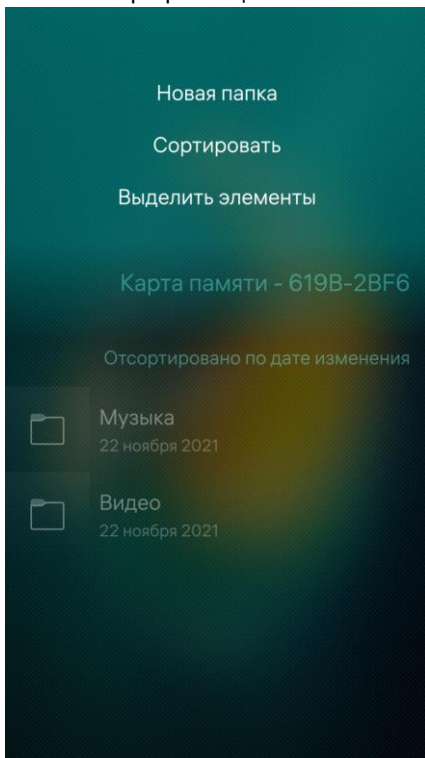 Новая папка
Сортировать
Выделить элементы
Карта памяти - 619B-2BF6
Отсортировано по дате изменения
Музыка
22 ноября 2021
Видео
22 ноября 2021